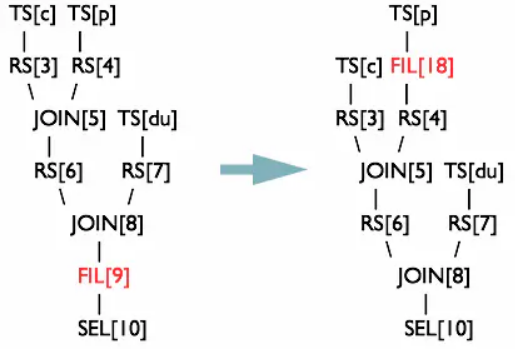 TS[c] TS[p]
RS[3] RS[4]
JOIN[5] TS[du]
RS[6] RS[7]
JOIN[8]
FIL[9]
SEL[10]
TS[p]
TS[c] FIL[18]
RS[3] RS[4]
JOIN[5] TS[du]
RS[6] RS[7]
JOIN[8]
SEL[10]